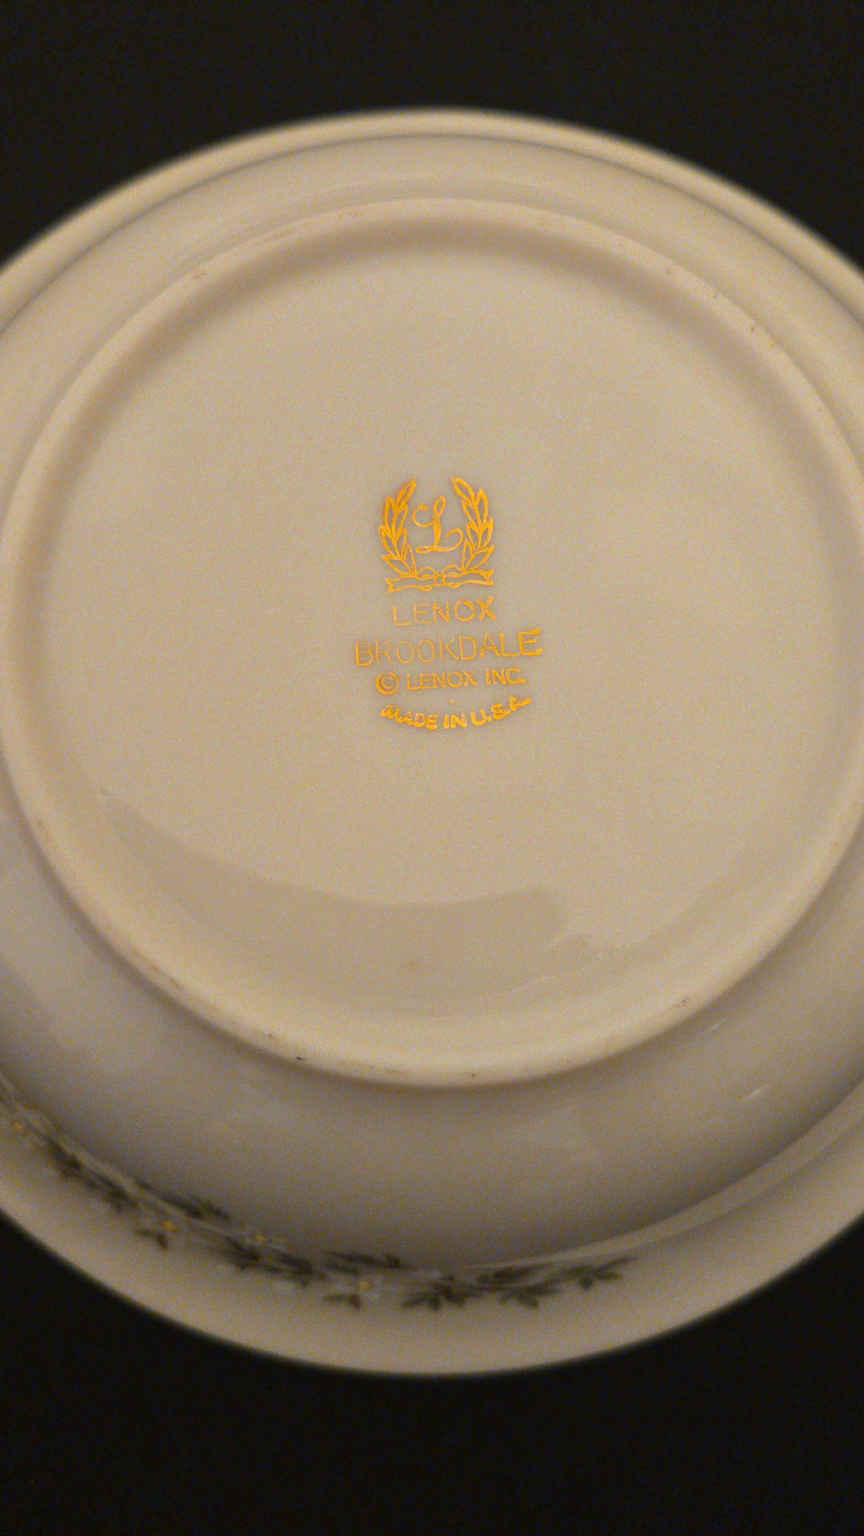 L
LENOX
BROOKDALE
© LENOX INC.
MADE IN U.S.A.